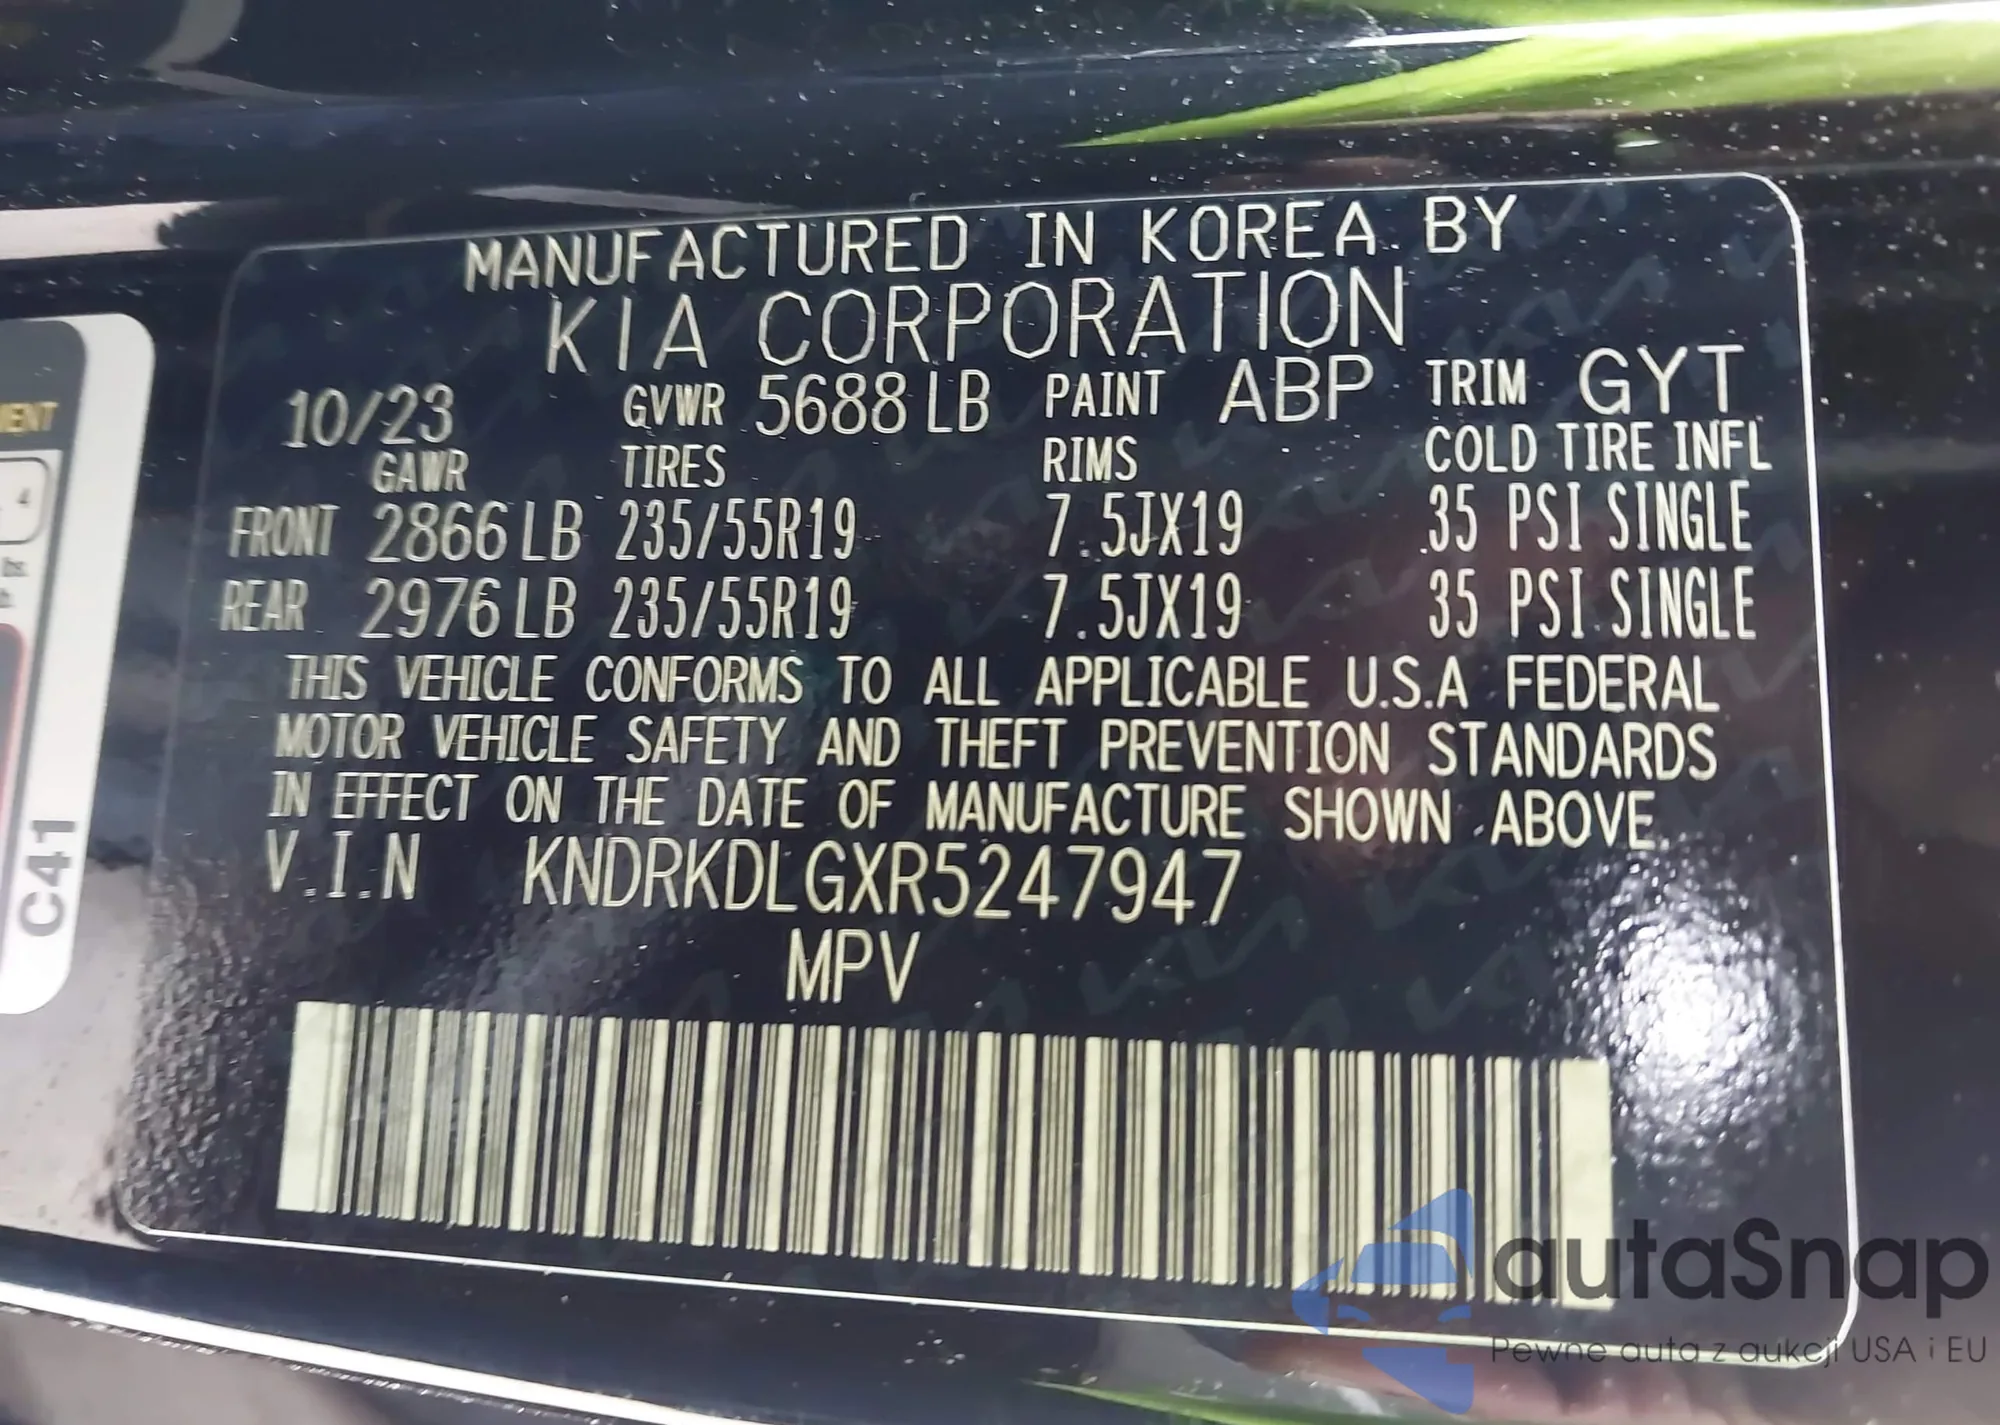 MANUFACTURED IN KOREA BY
KIA CORPORATION
10/23 GVWR 5688 LB PAINT ABP TRIM GYT
GAWR TIRES RIMS COLD TIRE INFL
FRONT 2866 LB 235/55R19 7.5JX19 35 PSI SINGLE
REAR 2976 LB 235/55R19 7.5JX19 35 PSI SINGLE
THIS VEHICLE CONFORMS TO ALL APPLICABLE U.S.A FEDERAL
MOTOR VEHICLE SAFETY AND THEFT PREVENTION STANDARDS
IN EFFECT ON THE DATE OF MANUFACTURE SHOWN ABOVE.
V.I.N KNDRKDLGXR5247947
MPV
4
C41
autaSnap
Pewne auta z aukcji USA i EU